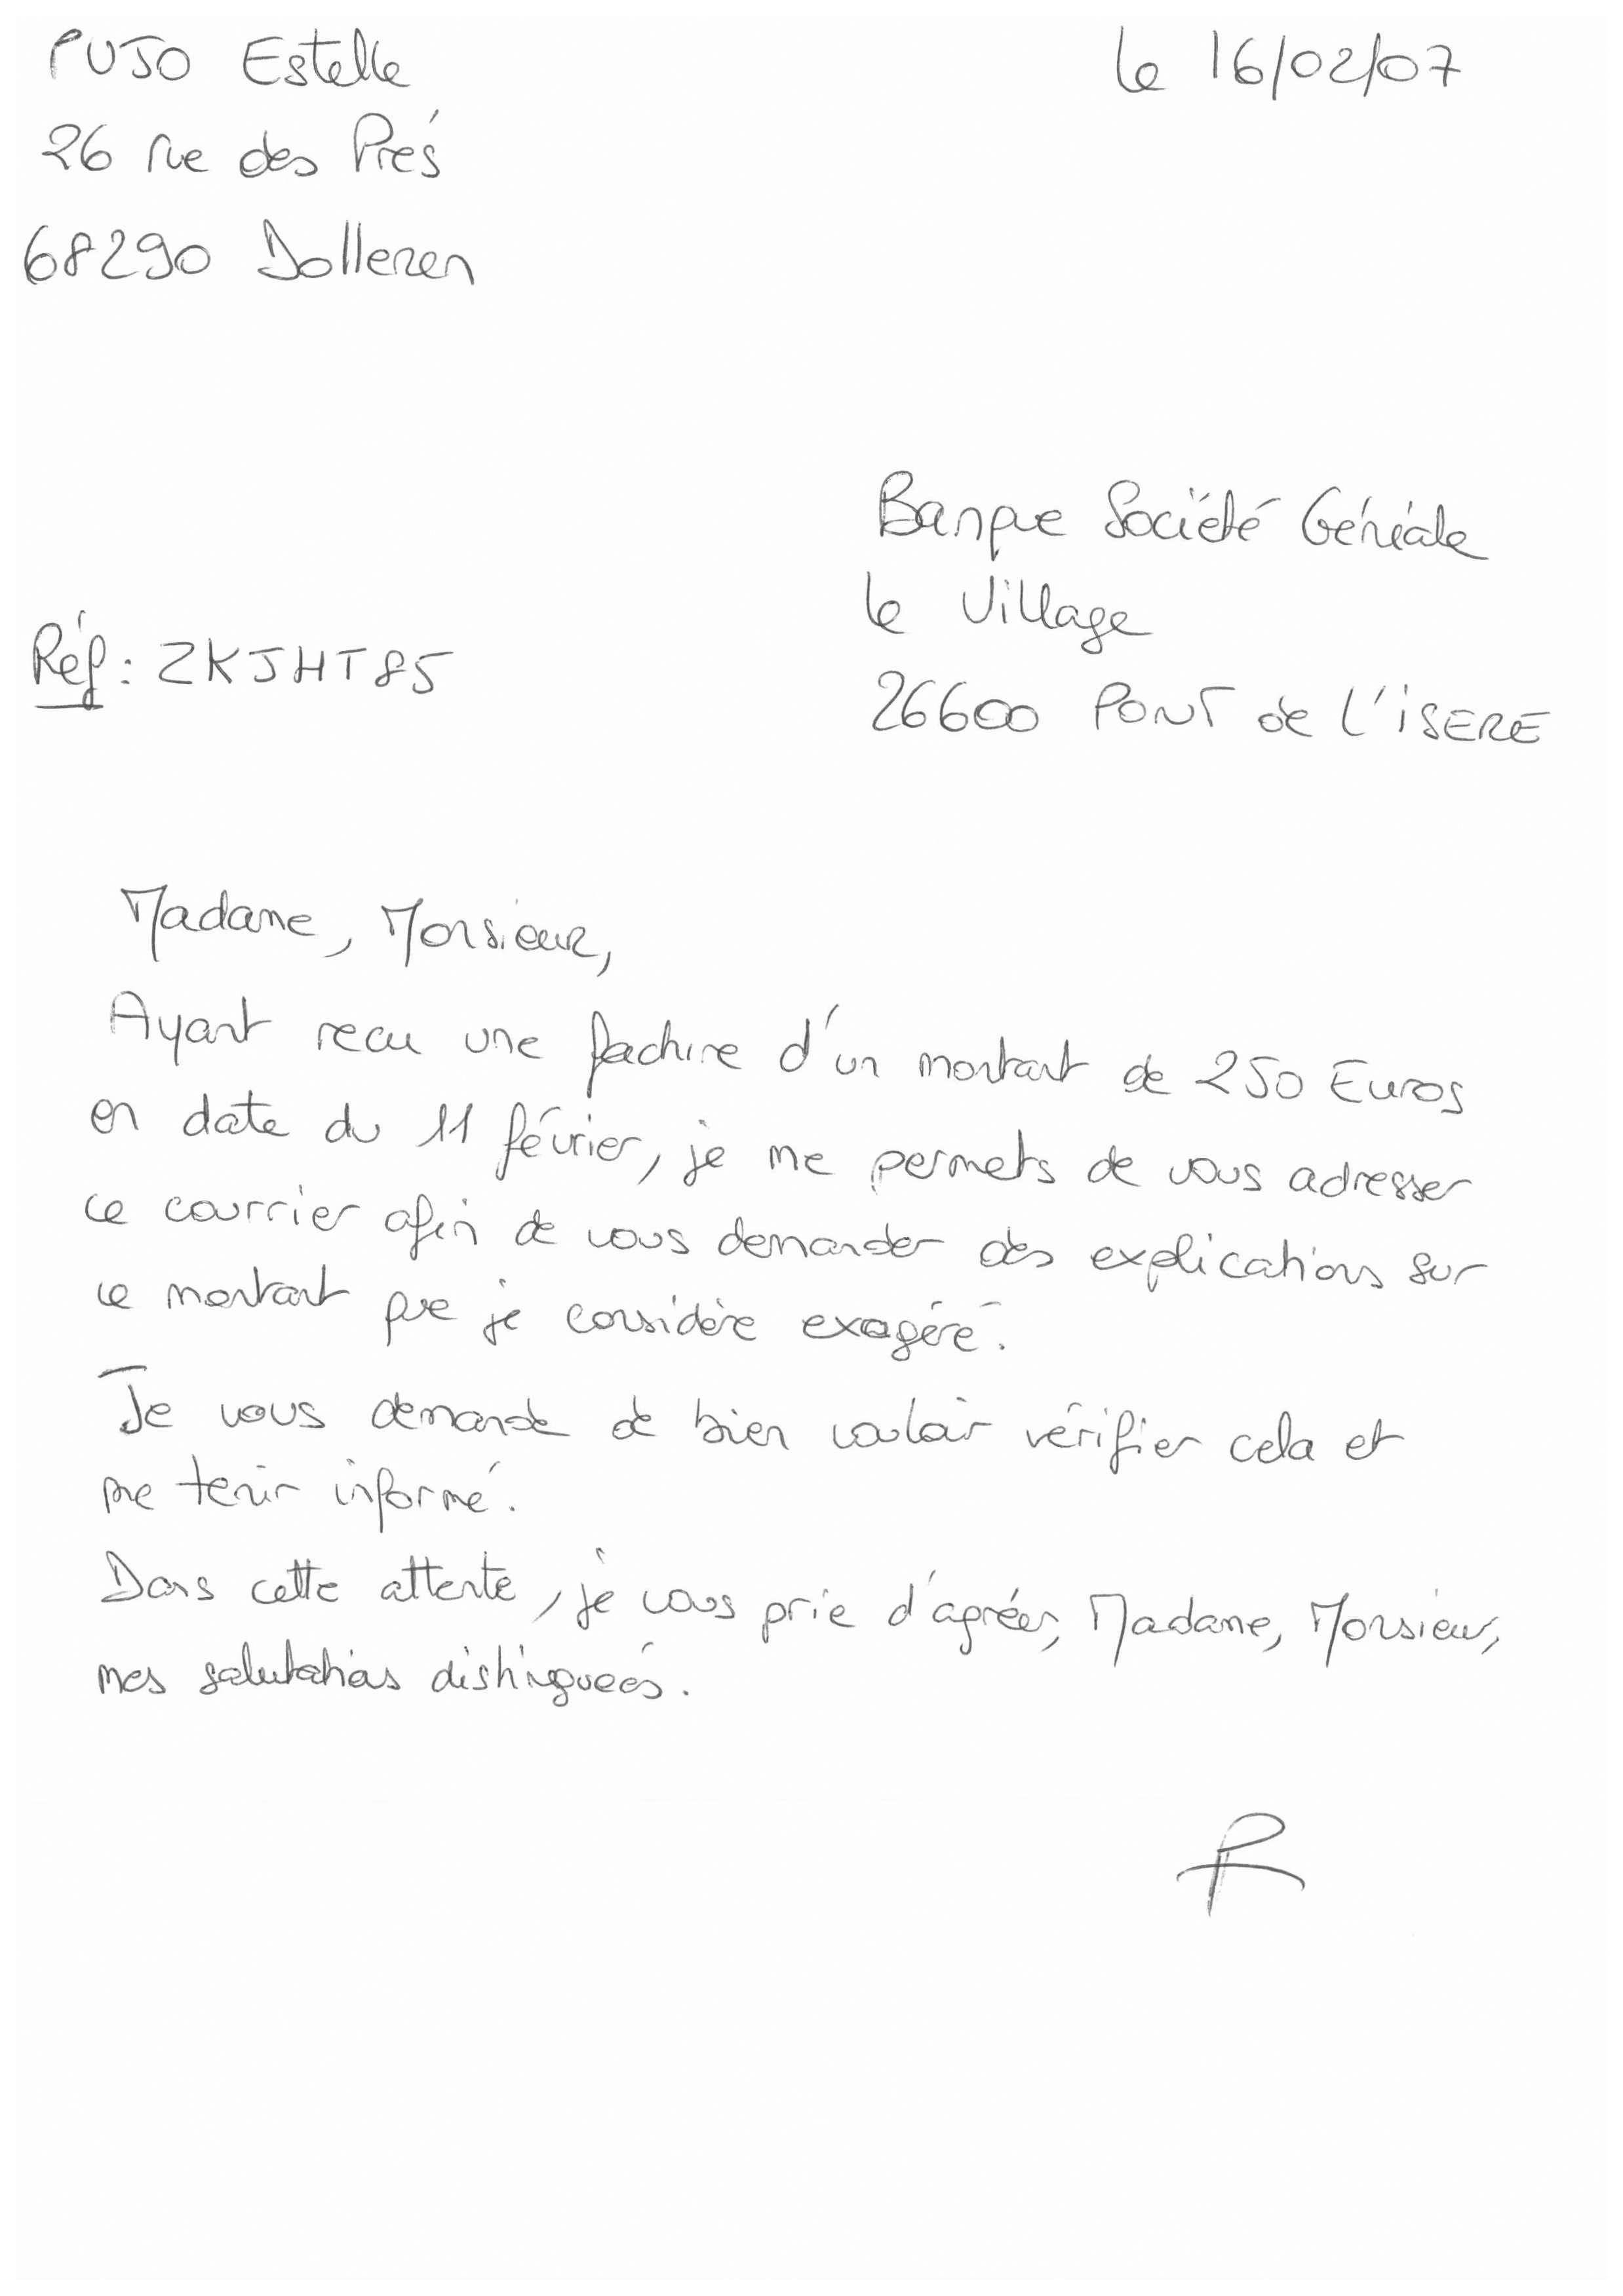 PUJO Estelle
le 16/02/07
26 rue des Prés
68290 Dolleren
Banque Société Générale
le Village
Réf : ZKJHT85
26600 PONT de L'iSERE
Madame, Monsieur,
Ayant recu une facture d'un montant de 250 Euros
en date du 11 février, je me permets de vous adresser
ce courrier afin de vous demander des explications sur
ce montant que je considère exagéré.
Je vous demande de bien vouloir vérifier cela et
me tenir informé.
Dans cette attente, je vous prie d'agréer, Madame, Monsieur,
mes salutations distinguées.